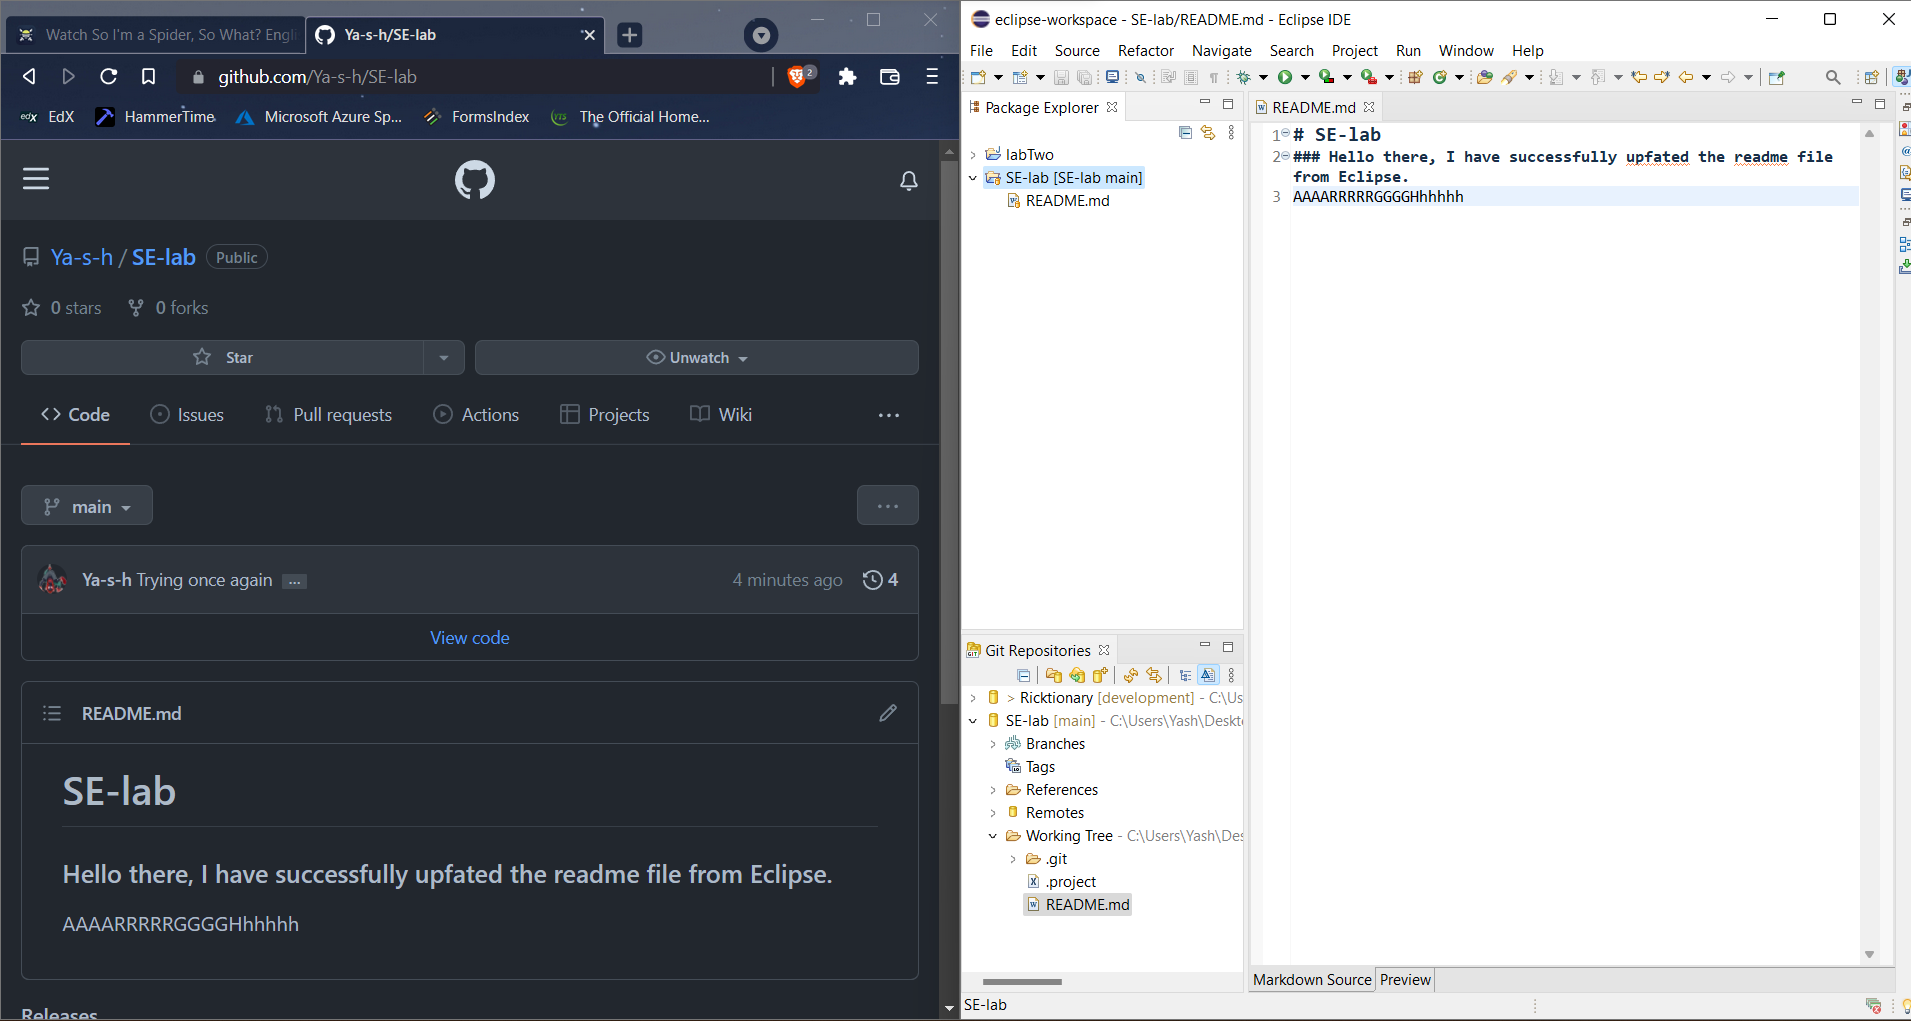 Watch So I'm a Spider, So What? Engli
Ya-s-h/SE-lab
github.com/Ya-s-h/SE-lab
2
edX EdX
HammerTime
Microsoft Azure Sp...
FormsIndex
YTS The Official Home...
Ya-s-h / SE-lab Public
0 stars
0 forks
Star
Unwatch
Code
Issues
Pull requests
Actions
Projects
Wiki
main
Ya-s-h Trying once again ...
4 minutes ago
4
View code
README.md
SE-lab
Hello there, I have successfully upfated the readme file from Eclipse.
AAAARRRRRGGGGHhhhhh
Releases
eclipse-workspace - SE-lab/README.md - Eclipse IDE
File Edit Source Refactor Navigate Search Project Run Window Help
Package Explorer
labTwo
SE-lab [SE-lab main]
README.md
README.md
1 # SE-lab
2 ### Hello there, I have successfully upfated the readme file
from Eclipse.
3 AAAARRRRRGGGGHhhhhh
Markdown Source Preview
Git Repositories
> Ricktionary [development] - C:\Us
SE-lab [main] - C:\Users\Yash\Deskto
Branches
Tags
References
Remotes
Working Tree - C:\Users\Yash\Des
.git
.project
README.md
SE-lab